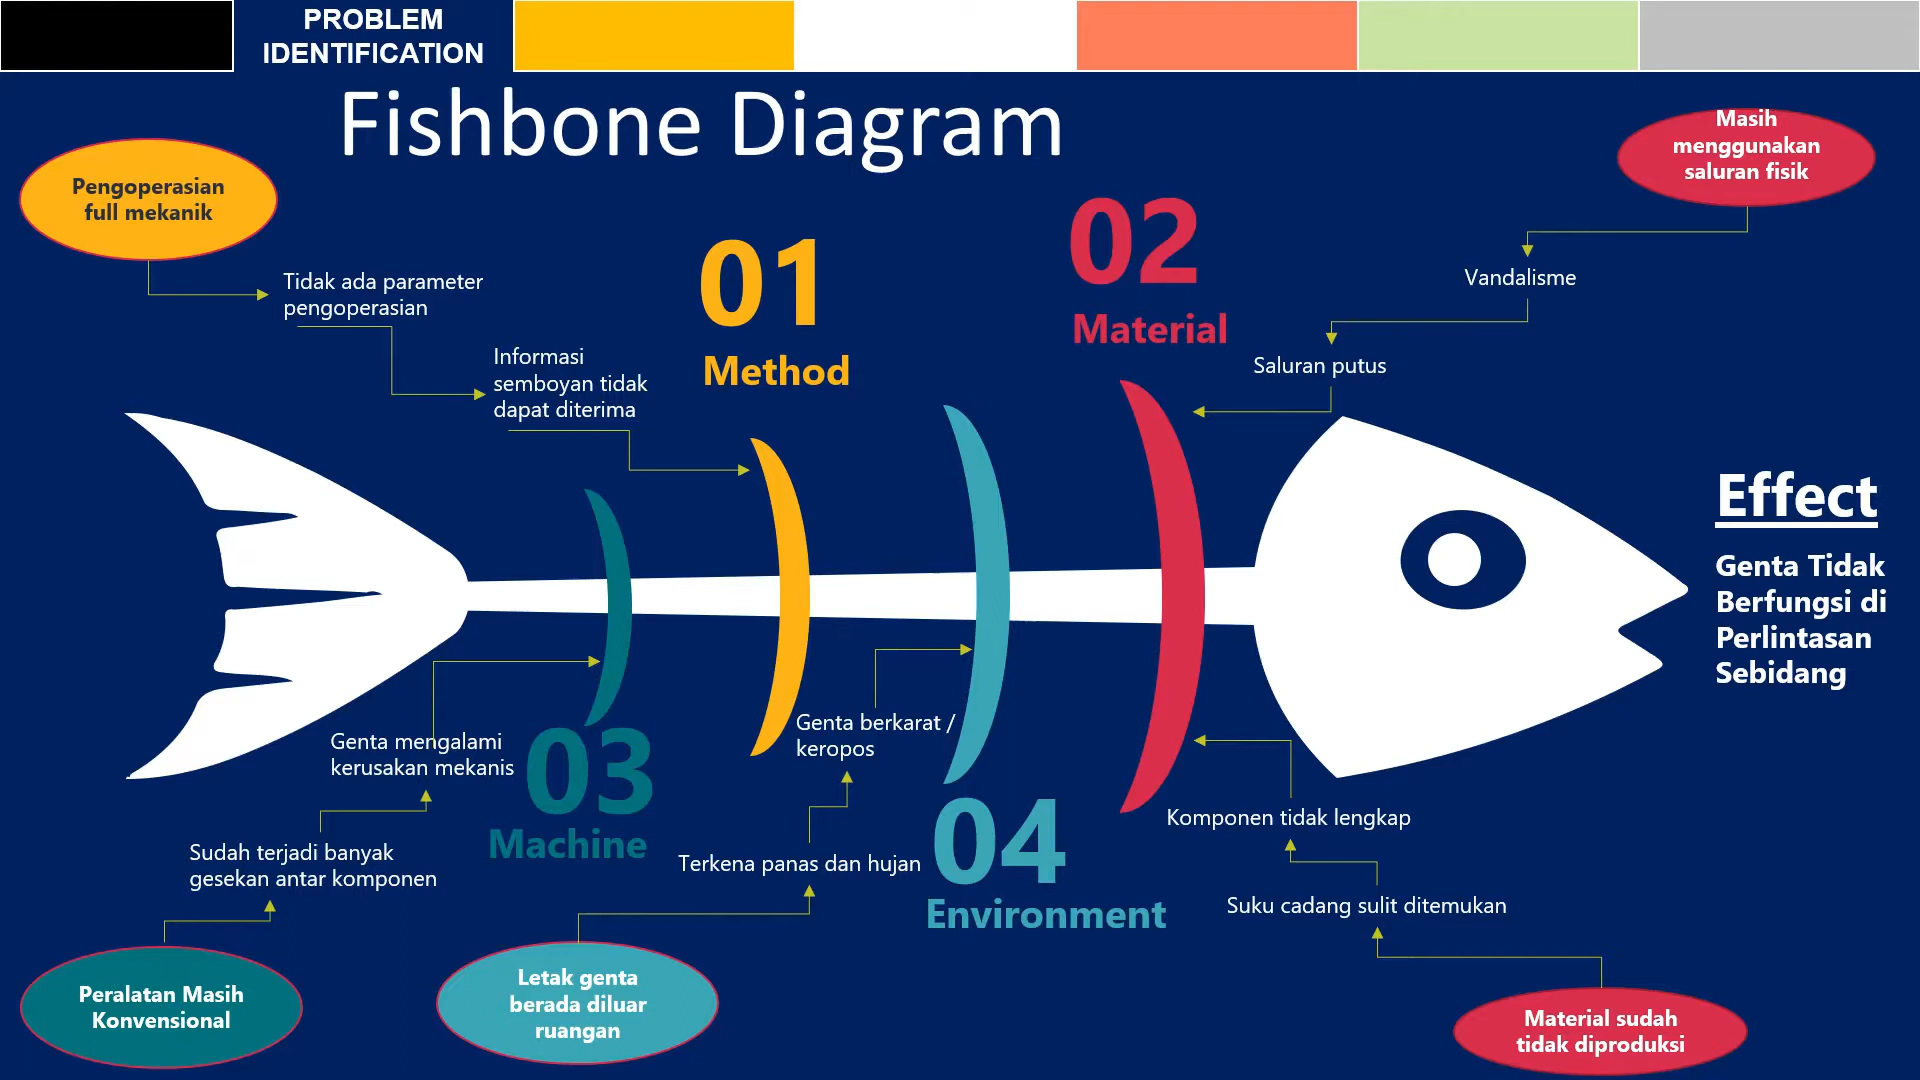 PROBLEM
IDENTIFICATION
Fishbone Diagram
Pengoperasian
full mekanik
Tidak ada parameter
pengoperasian
Informasi
semboyan tidak
dapat diterima
01
Method
02
Material
Masih
menggunakan
saluran fisik
Vandalisme
Saluran putus
Effect
Genta Tidak
Berfungsi di
Perlintasan
Sebidang
Genta mengalami
kerusakan mekanis
03
Machine
Sudah terjadi banyak
gesekan antar komponen
Peralatan Masih
Konvensional
Genta berkarat /
keropos
04
Environment
Terkena panas dan hujan
Letak genta
berada diluar
ruangan
Komponen tidak lengkap
Suku cadang sulit ditemukan
Material sudah
tidak diproduksi